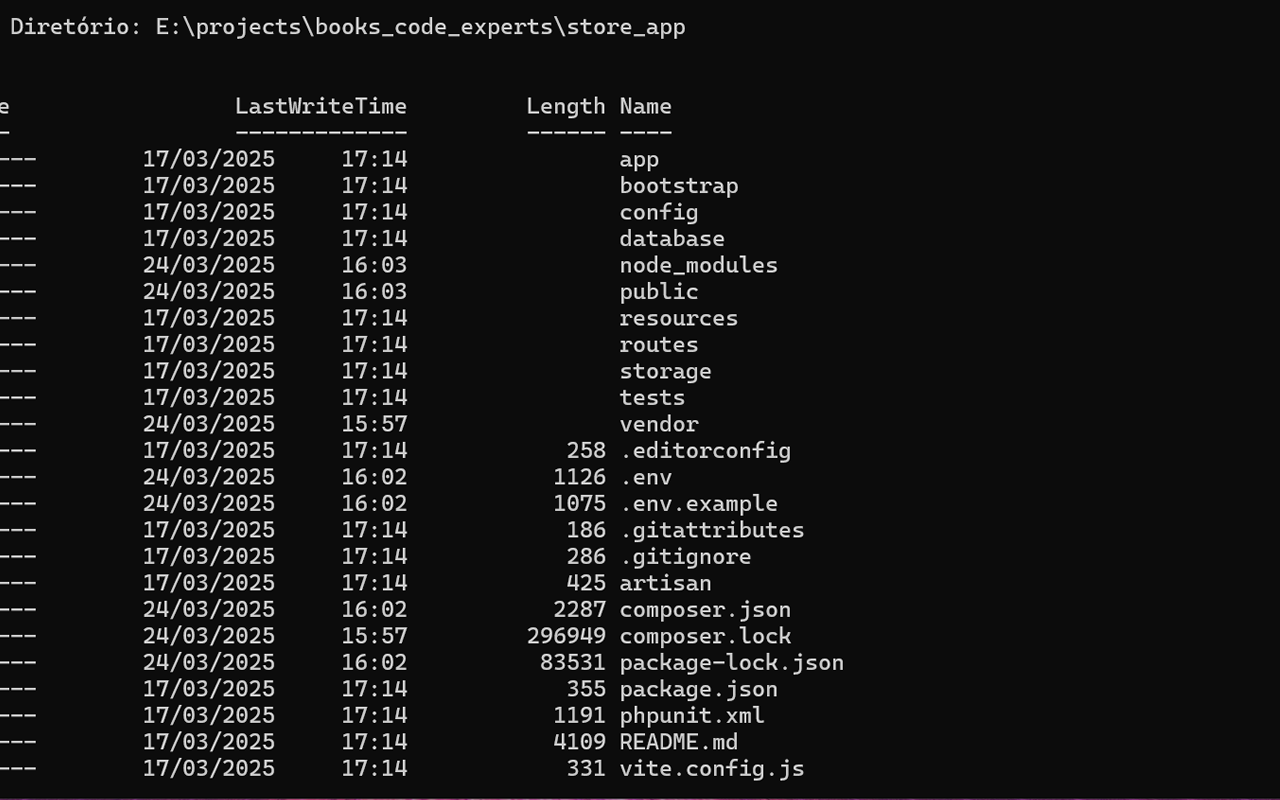 Diretório: E:\projects\books_code_experts\store_app
e LastWriteTime Length Name
- ------------- ------ ----
--- 17/03/2025 17:14 app
--- 17/03/2025 17:14 bootstrap
--- 17/03/2025 17:14 config
--- 17/03/2025 17:14 database
--- 24/03/2025 16:03 node_modules
--- 24/03/2025 16:03 public
--- 17/03/2025 17:14 resources
--- 17/03/2025 17:14 routes
--- 17/03/2025 17:14 storage
--- 17/03/2025 17:14 tests
--- 24/03/2025 15:57 vendor
--- 17/03/2025 17:14 258 .editorconfig
--- 24/03/2025 16:02 1126 .env
--- 24/03/2025 16:02 1075 .env.example
--- 17/03/2025 17:14 186 .gitattributes
--- 17/03/2025 17:14 286 .gitignore
--- 17/03/2025 17:14 425 artisan
--- 24/03/2025 16:02 2287 composer.json
--- 24/03/2025 15:57 296949 composer.lock
--- 24/03/2025 16:02 83531 package-lock.json
--- 17/03/2025 17:14 355 package.json
--- 17/03/2025 17:14 1191 phpunit.xml
--- 17/03/2025 17:14 4109 README.md
--- 17/03/2025 17:14 331 vite.config.js